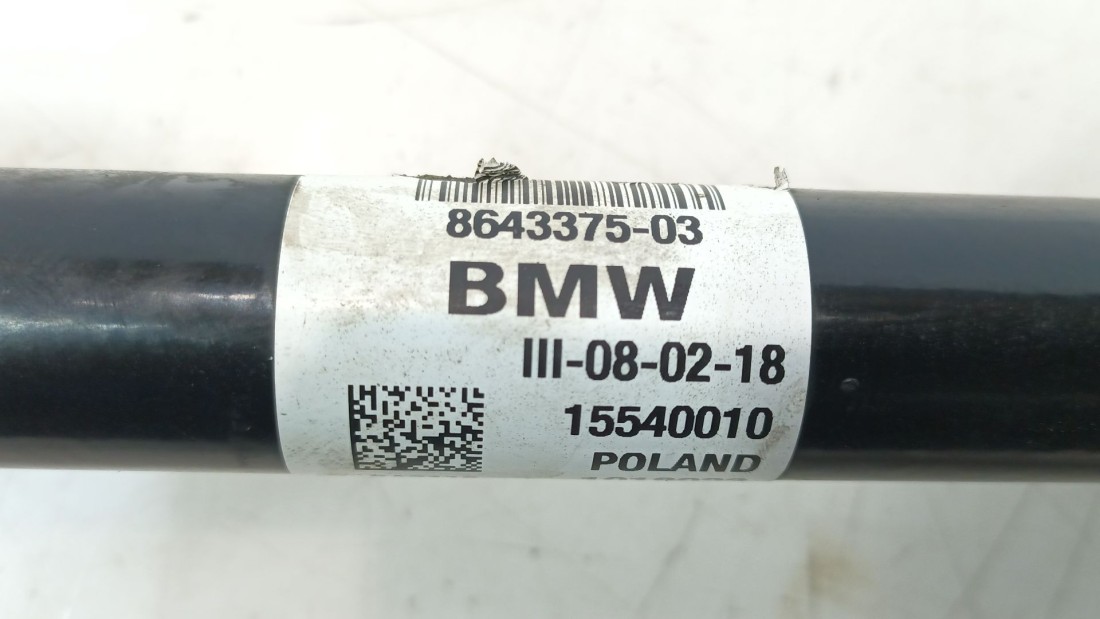 8643375-03
BMW
III-08-02-18
15540010
POLAND